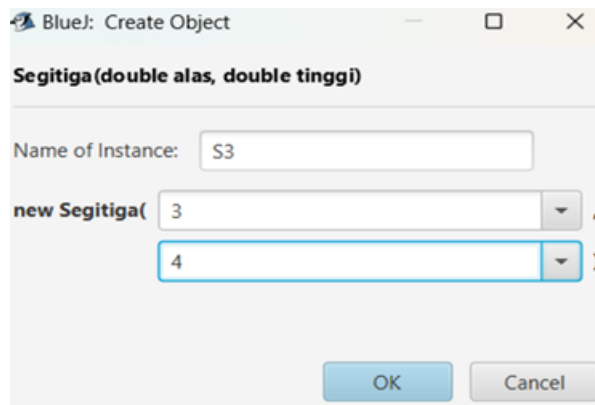 BlueJ: Create Object
Segitiga(double alas, double tinggi)
Name of Instance: S3
new Segitiga( 3 ,
4 )
OK Cancel